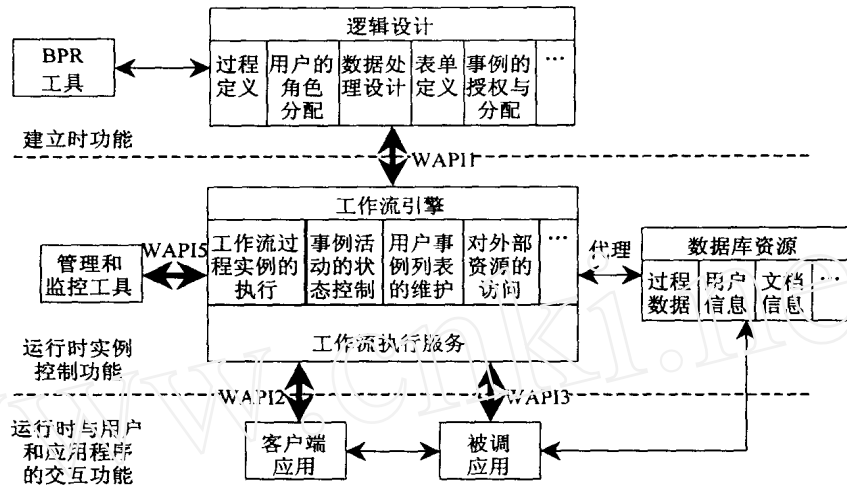 逻辑设计
BPR
工具
过程
定义
用户的
角色
分配
数据处
理设计
表单
定义
事例的
授权与
分配
…
建立时功能
WAPI1
工作流引擎
WAPI5
管理和
监控工具
工作流过
程实例的
执行
事例活
动的状
态控制
用户事
例列表
的维护
对外部
资源的
访问
…
代理
数据库资源
过程
数据
用户
信息
文档
信息
…
工作流执行服务
运行时实例
控制功能
WAPI2
WAPI3
运行时与用户
和应用程序
的交互功能
客户端
应用
被调
应用
www.cnki.ne